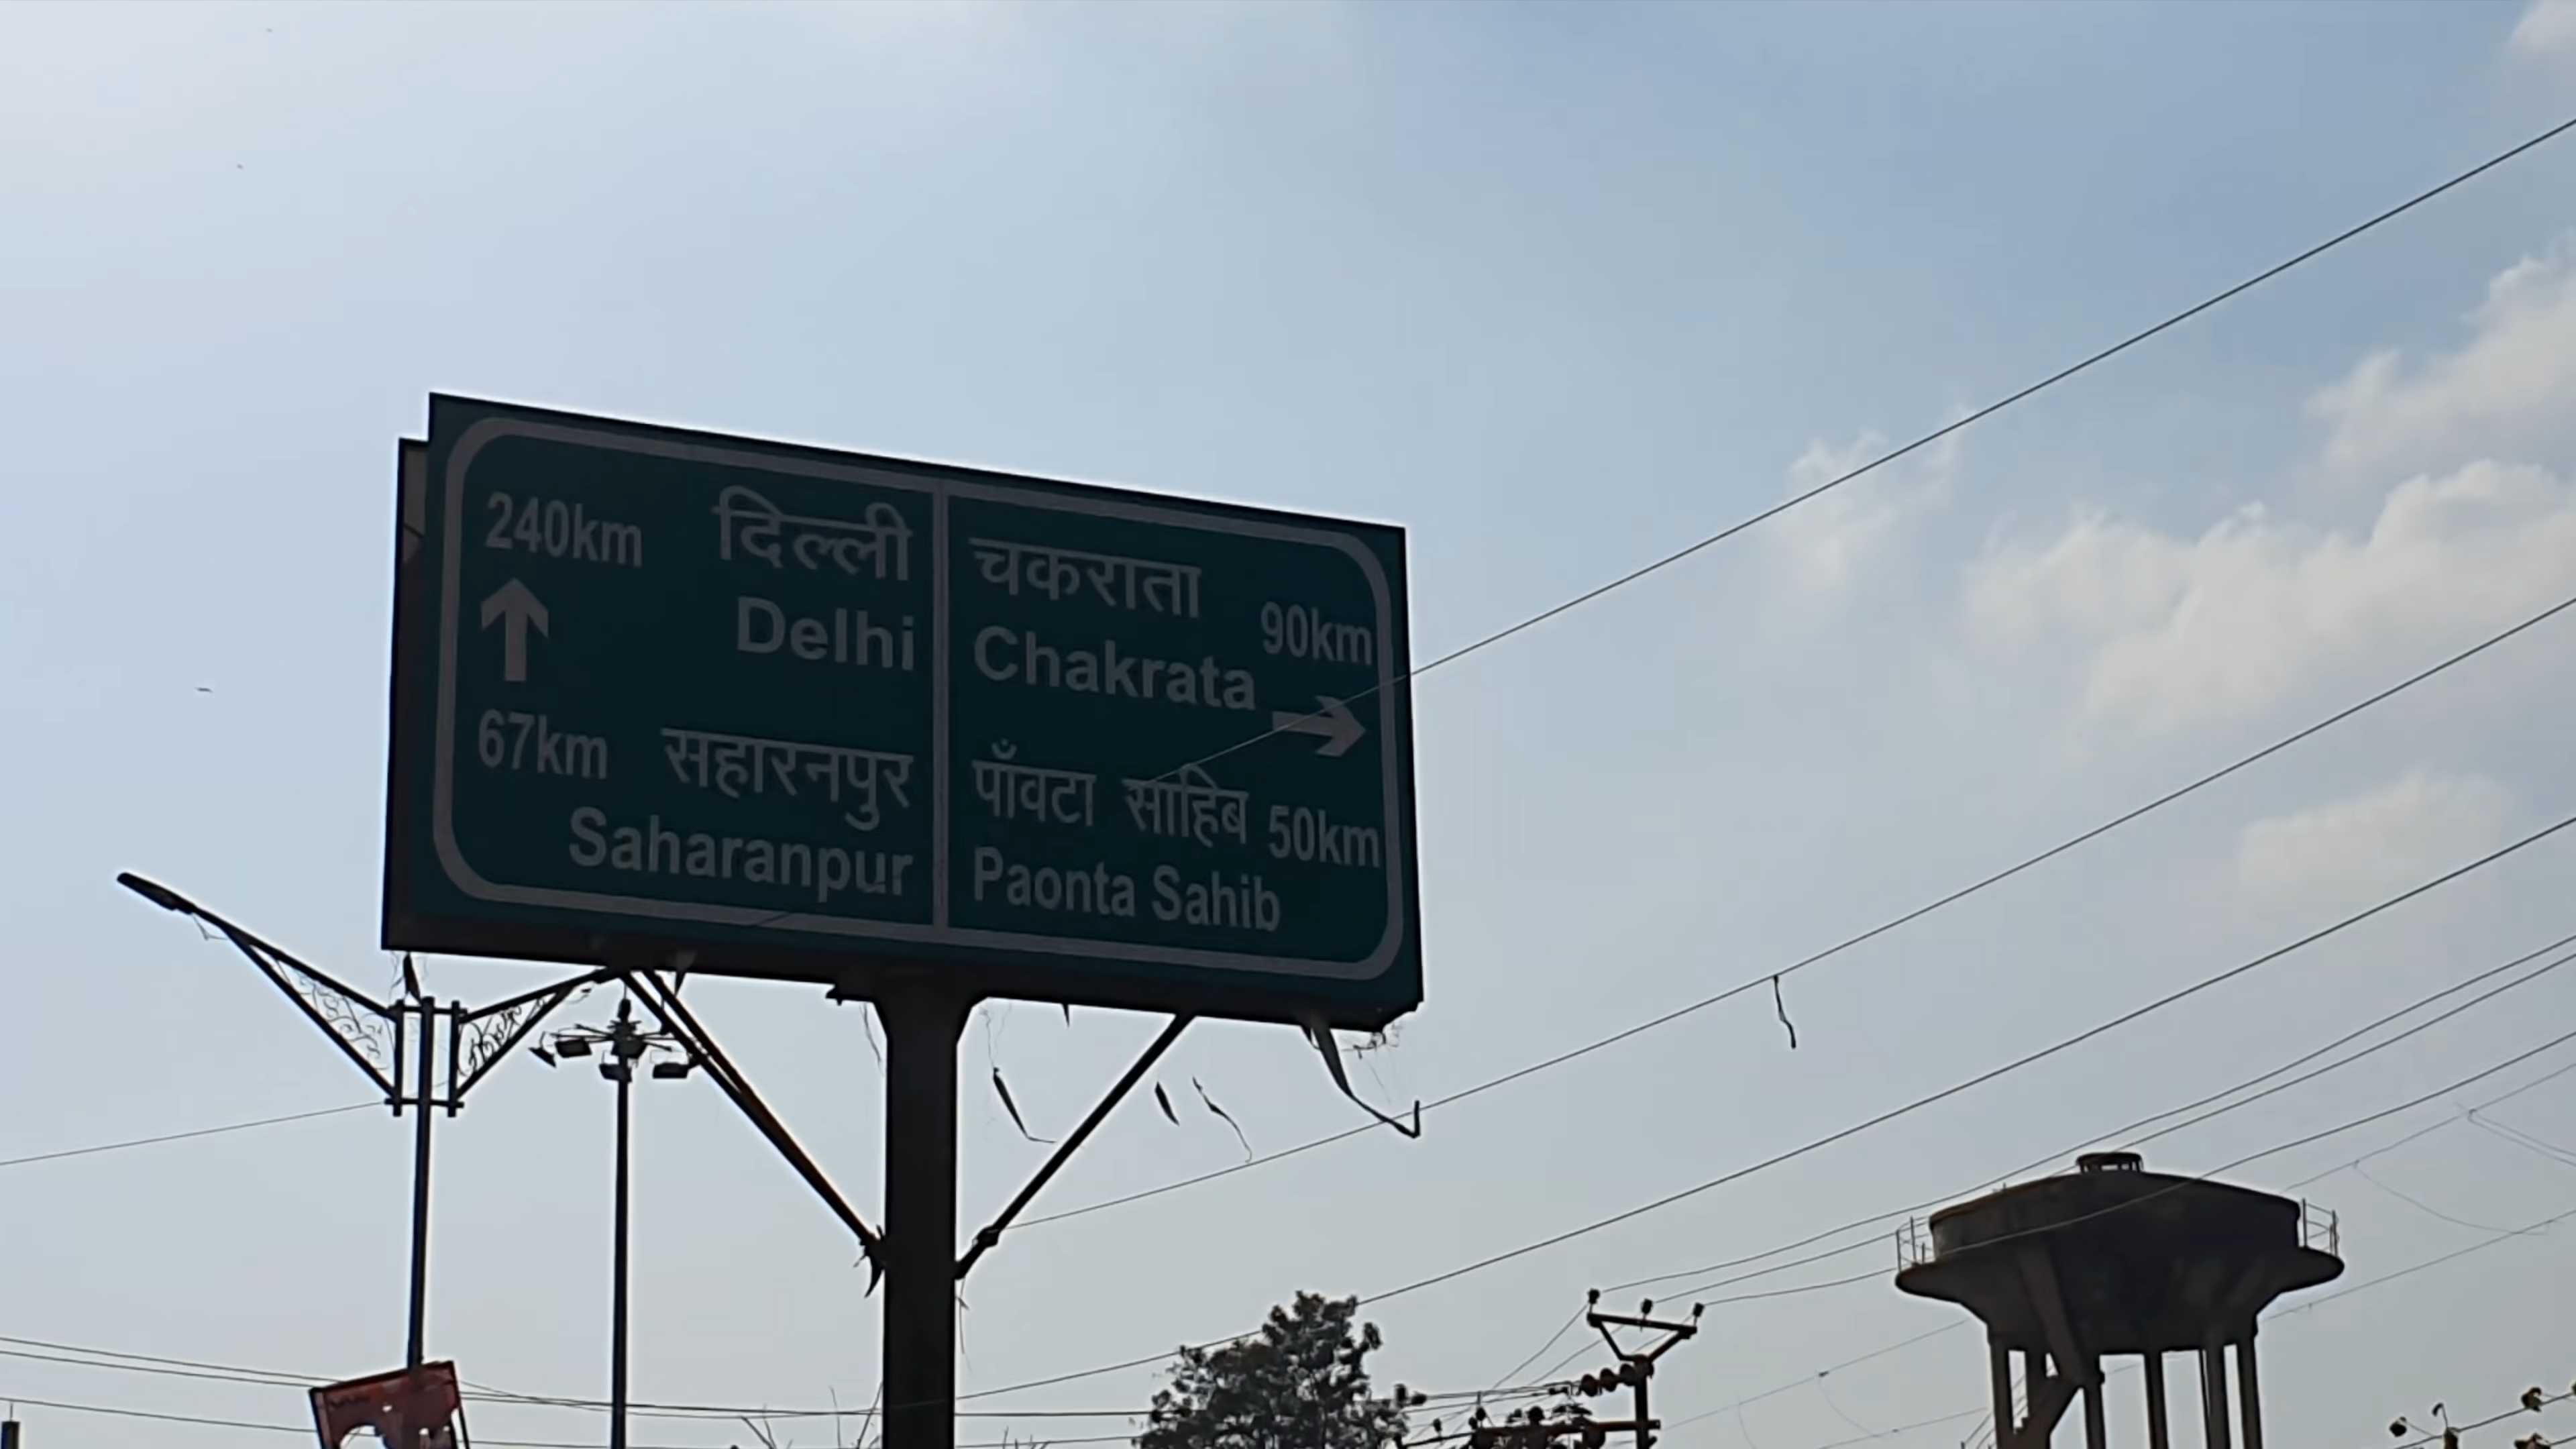 240km दिल्ली
Delhi
67km सहारनपुर
Saharanpur
चकराता 90km
Chakrata
पाँवटा साहिब 50km
Paonta Sahib